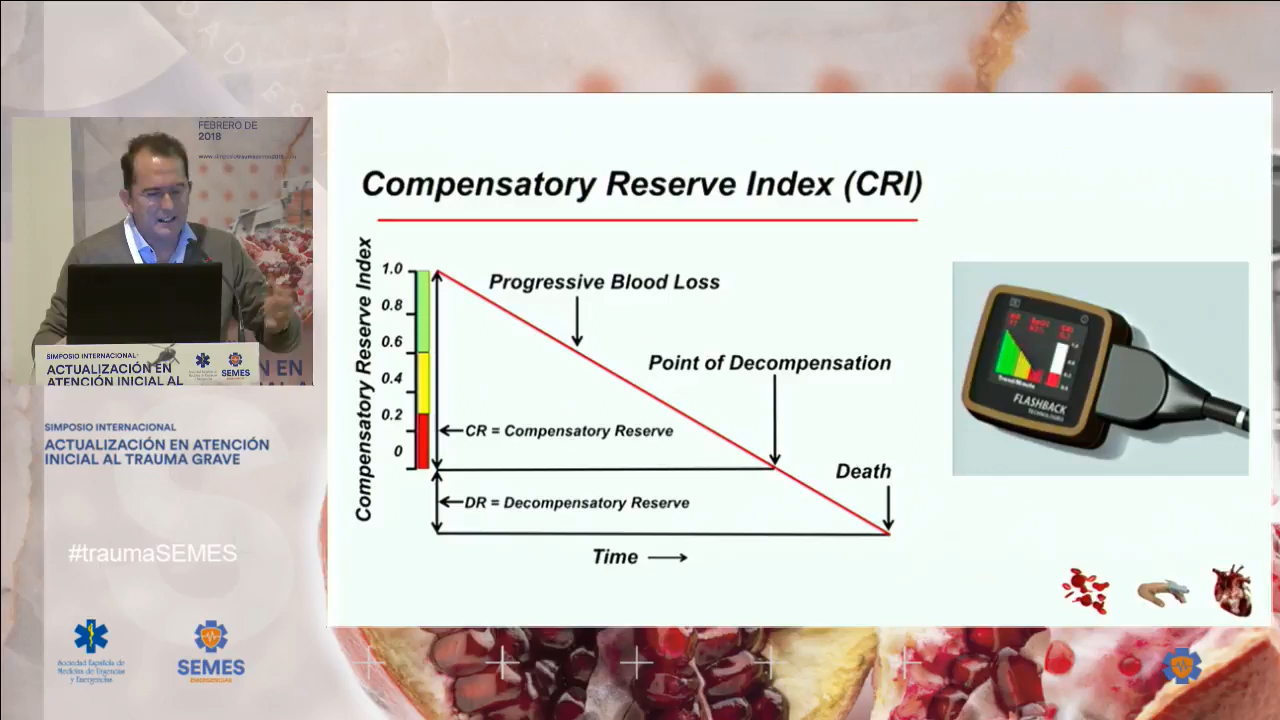 FEBRERO DE
2018
SIMPOSIO INTERNACIONAL
ACTUALIZACIÓN EN
ATENCIÓN INICIAL AL
SEMES
SIMPOSIO INTERNACIONAL
ACTUALIZACIÓN EN ATENCIÓN
INICIAL AL TRAUMA GRAVE
#traumaSEMES
Sociedad Española de
Medicina de Urgencias
y Emergencias
SEMES
Compensatory Reserve Index (CRI)
Compensatory Reserve Index
1.0
0.8
0.6
0.4
0.2
0
Progressive Blood Loss
Point of Decompensation
CR = Compensatory Reserve
Death
DR = Decompensatory Reserve
Time
FLASHBACK
TECHNOLOGIES